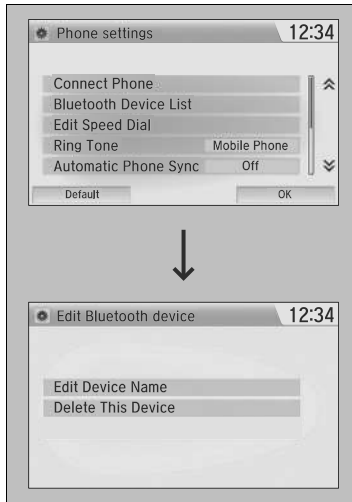 Phone settings 12:34
Connect Phone
Bluetooth Device List
Edit Speed Dial
Ring Tone Mobile Phone
Automatic Phone Sync Off
Default OK
Edit Bluetooth device 12:34
Edit Device Name
Delete This Device